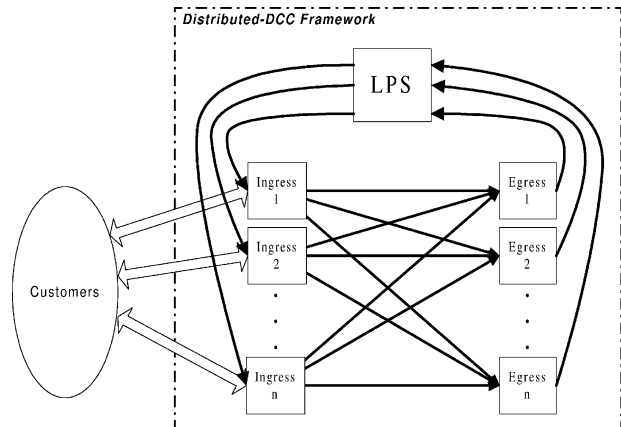 Distributed-DCC Framework
LPS
Ingress
1
Egress
1
Ingress
2
Egress
2
Customers
Ingress
n
Egress
n